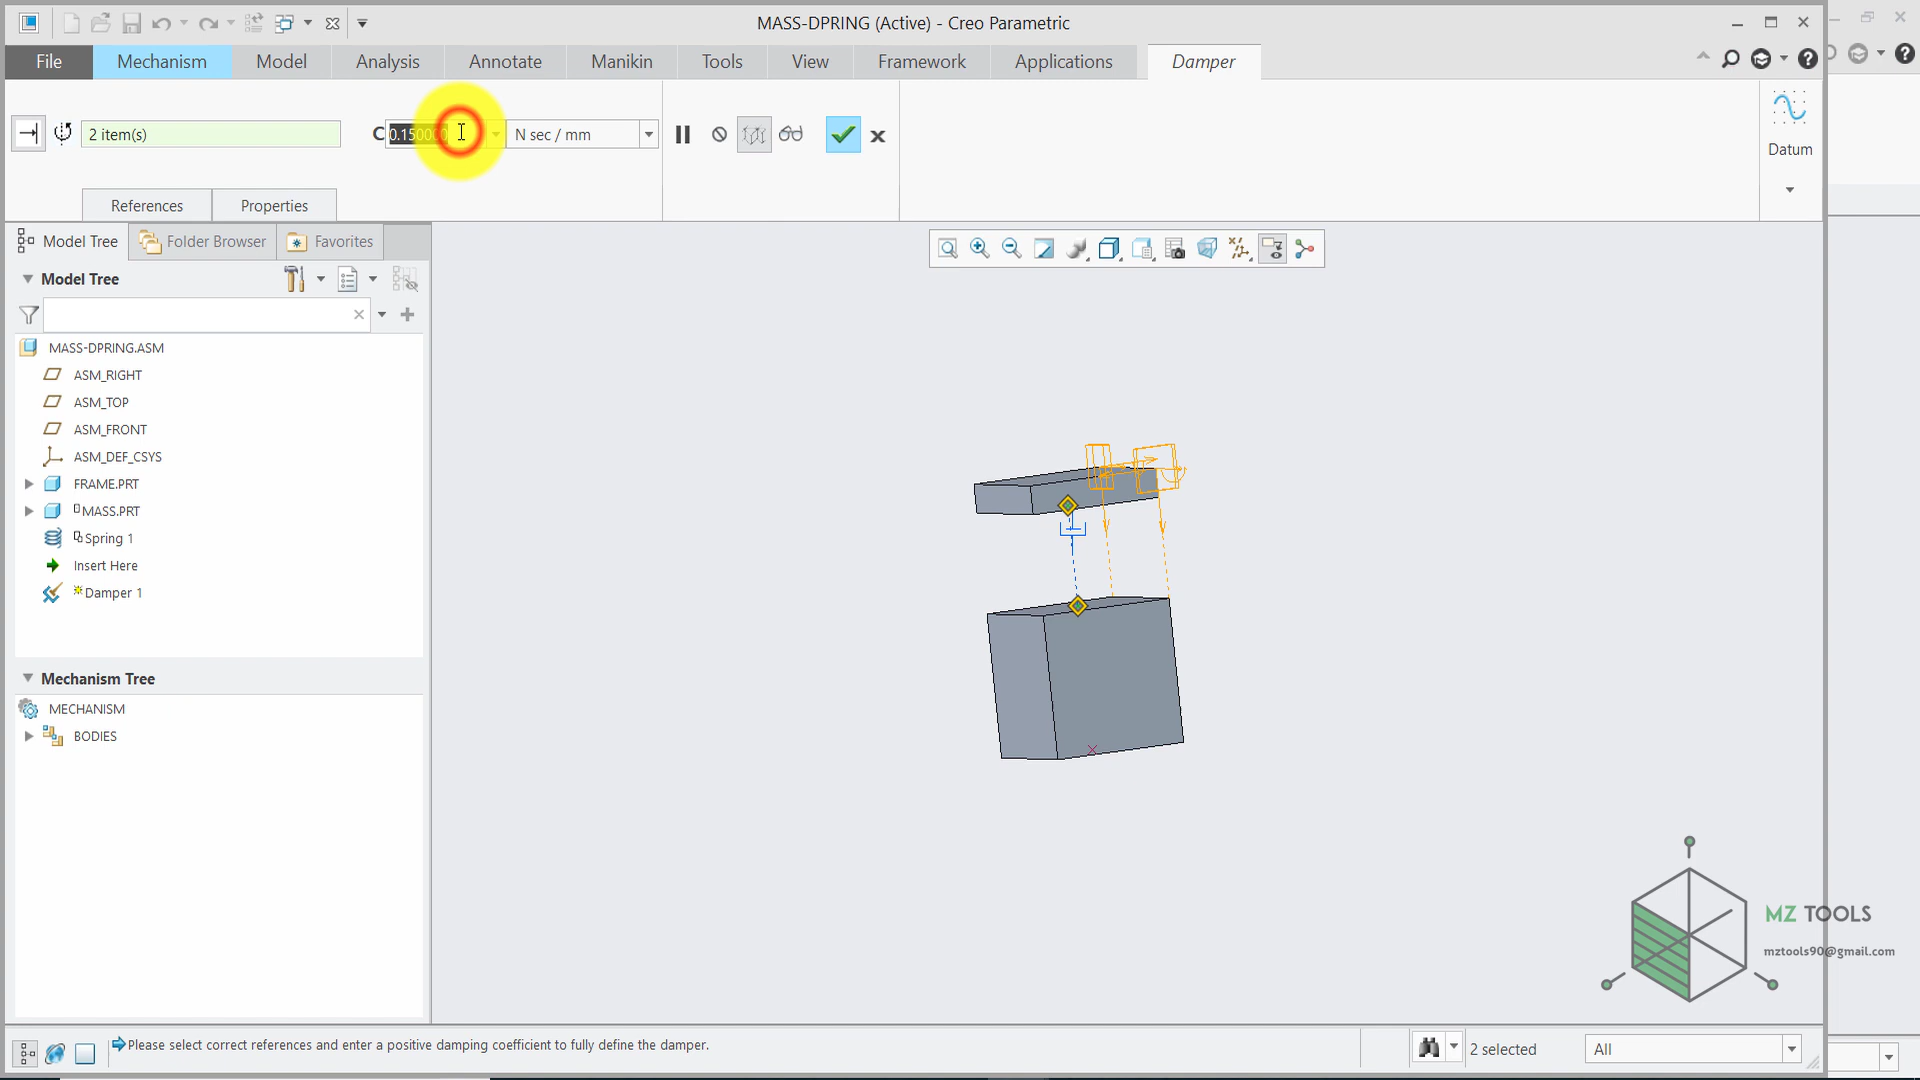 MASS-DPRING (Active) - Creo Parametric
File
Mechanism
Model
Analysis
Annotate
Manikin
Tools
View
Framework
Applications
Damper
2 item(s)
C
0.150000
N sec / mm
References
Properties
Datum
Model Tree
Folder Browser
Favorites
Model Tree
MASS-DPRING.ASM
ASM_RIGHT
ASM_TOP
ASM_FRONT
ASM_DEF_CSYS
FRAME.PRT
MASS.PRT
Spring 1
Insert Here
Damper 1
Mechanism Tree
MECHANISM
BODIES
MZ TOOLS
mztools90@gmail.com
Please select correct references and enter a positive damping coefficient to fully define the damper.
2 selected
All